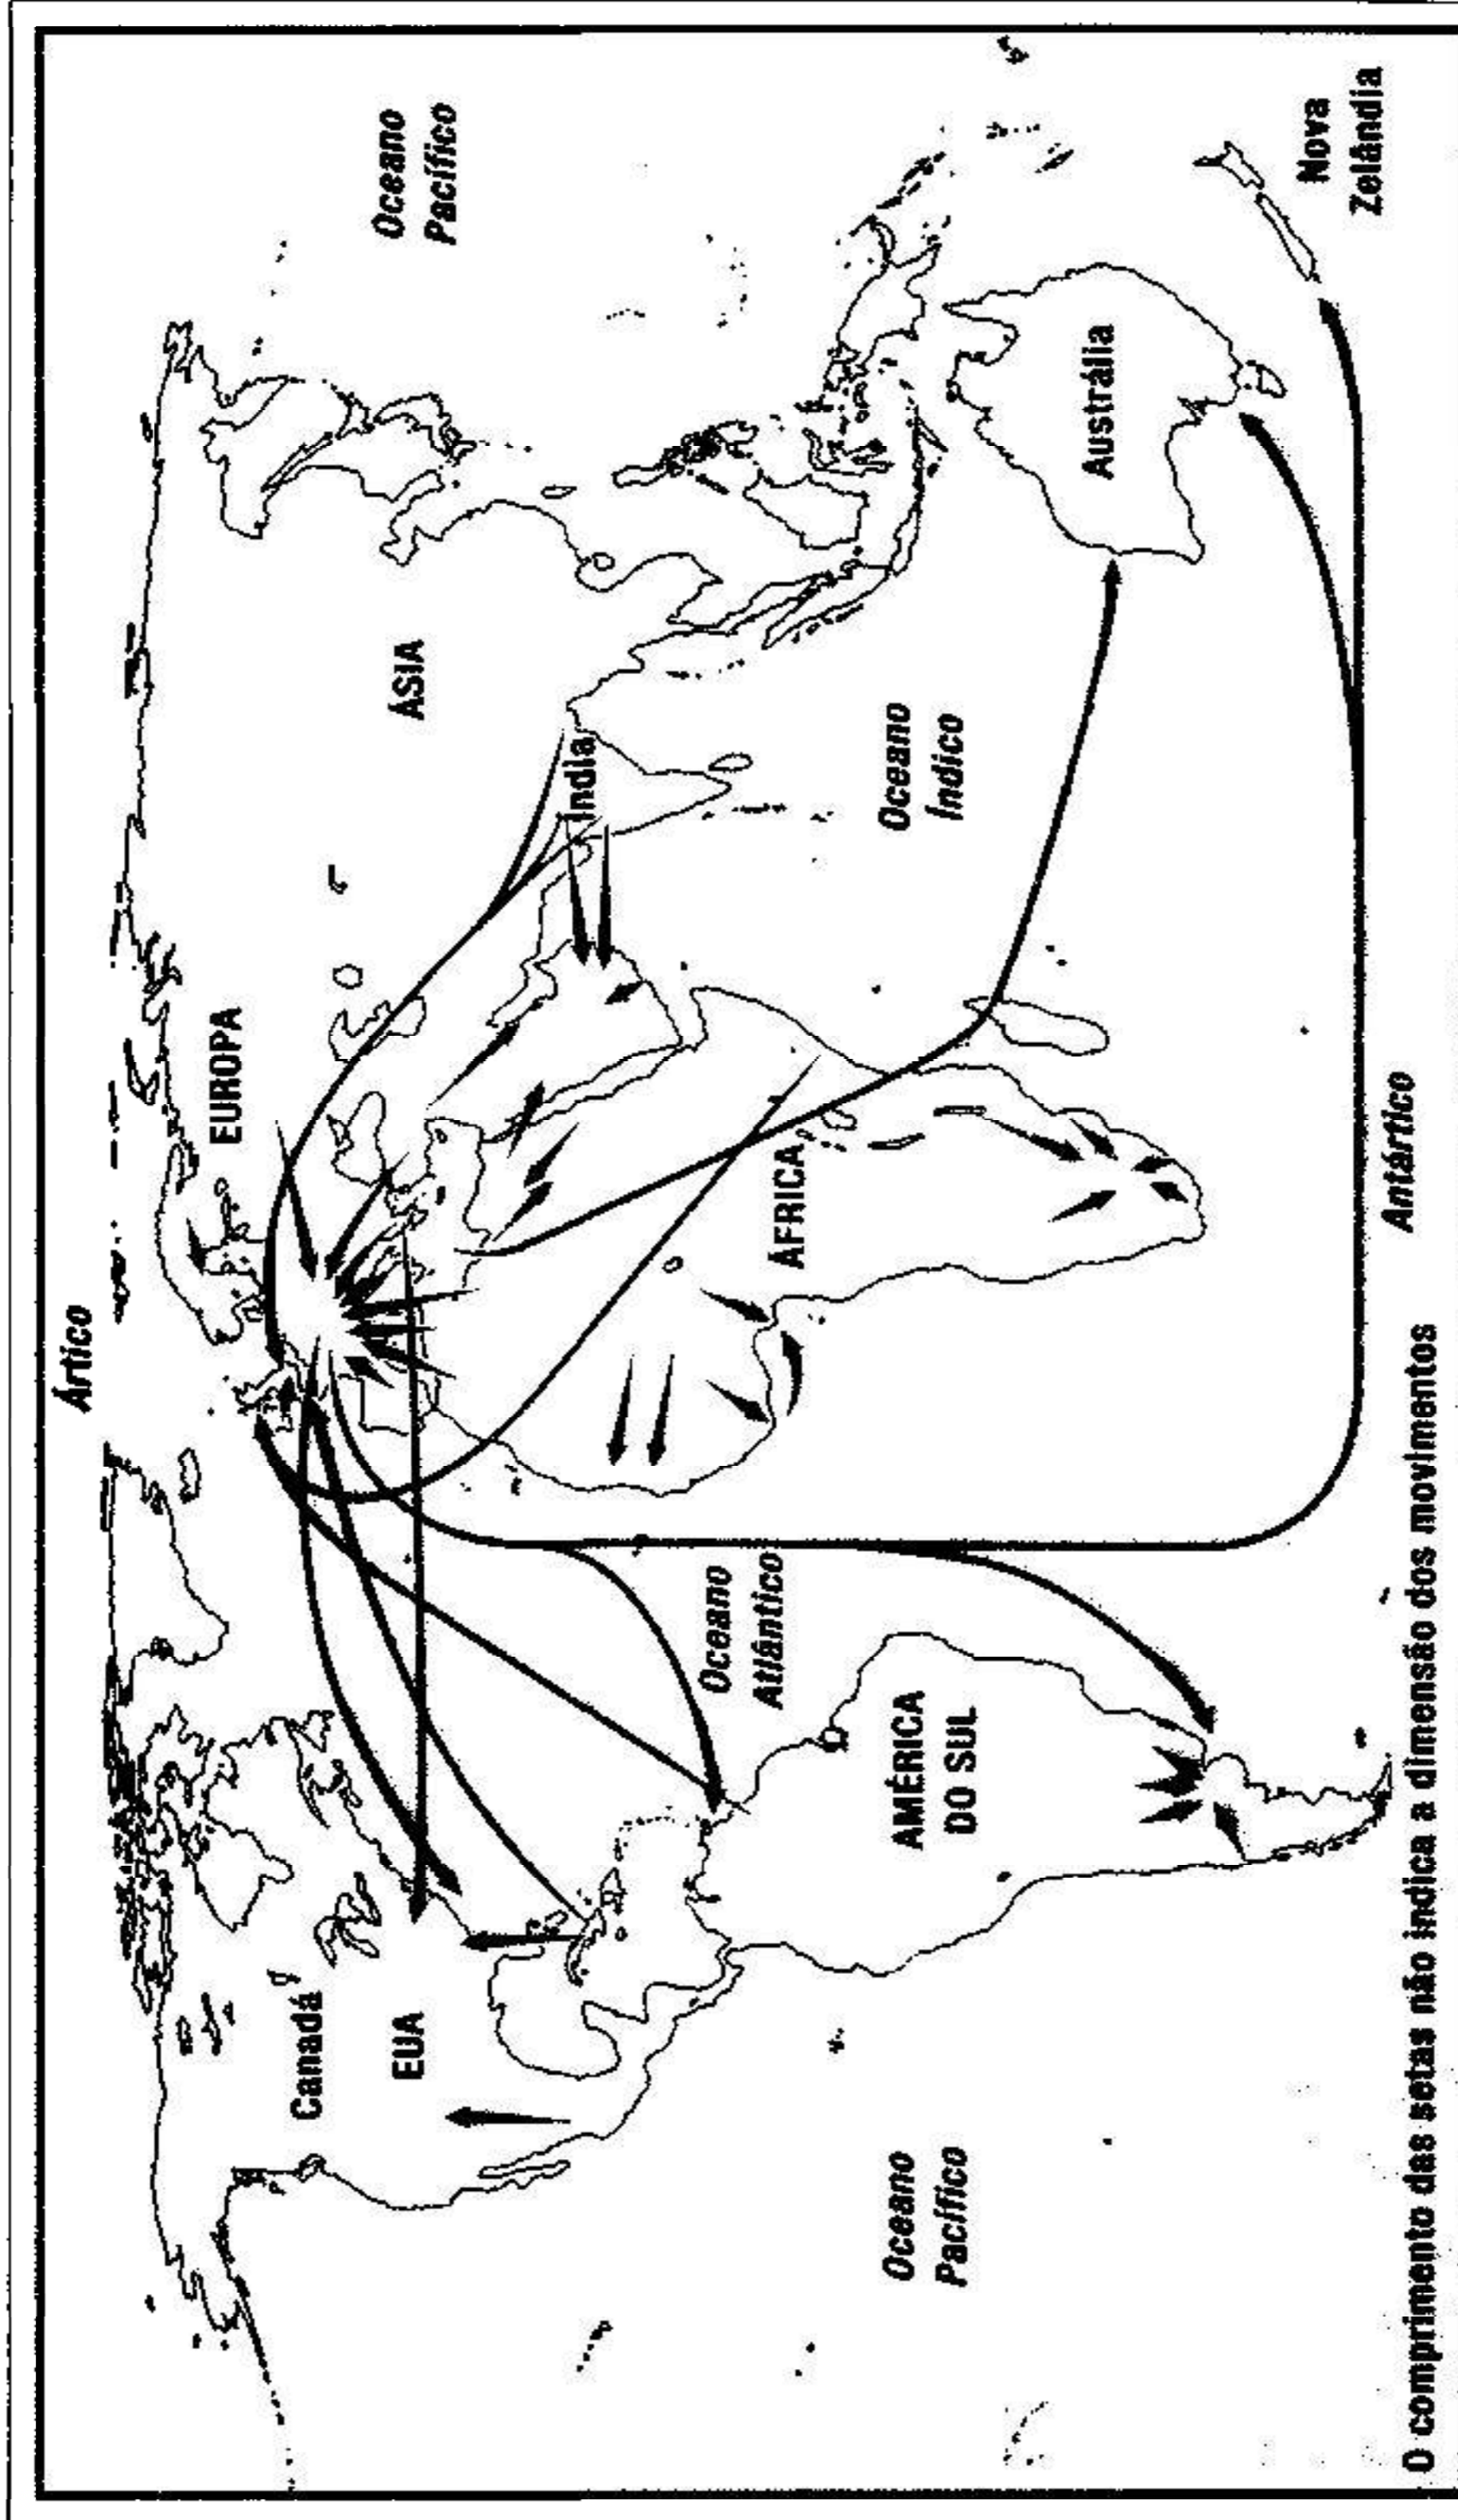 Ártico
Oceano
Pacífico
EUROPA
Canadá
EUA
ÁSIA
Índia
Oceano
Atlântico
ÁFRICA
Oceano
Índico
AMÉRICA
DO SUL
Oceano
Pacífico
Austrália
Nova
Zelândia
Antártico
O comprimento das setas não indica a dimensão dos movimentos